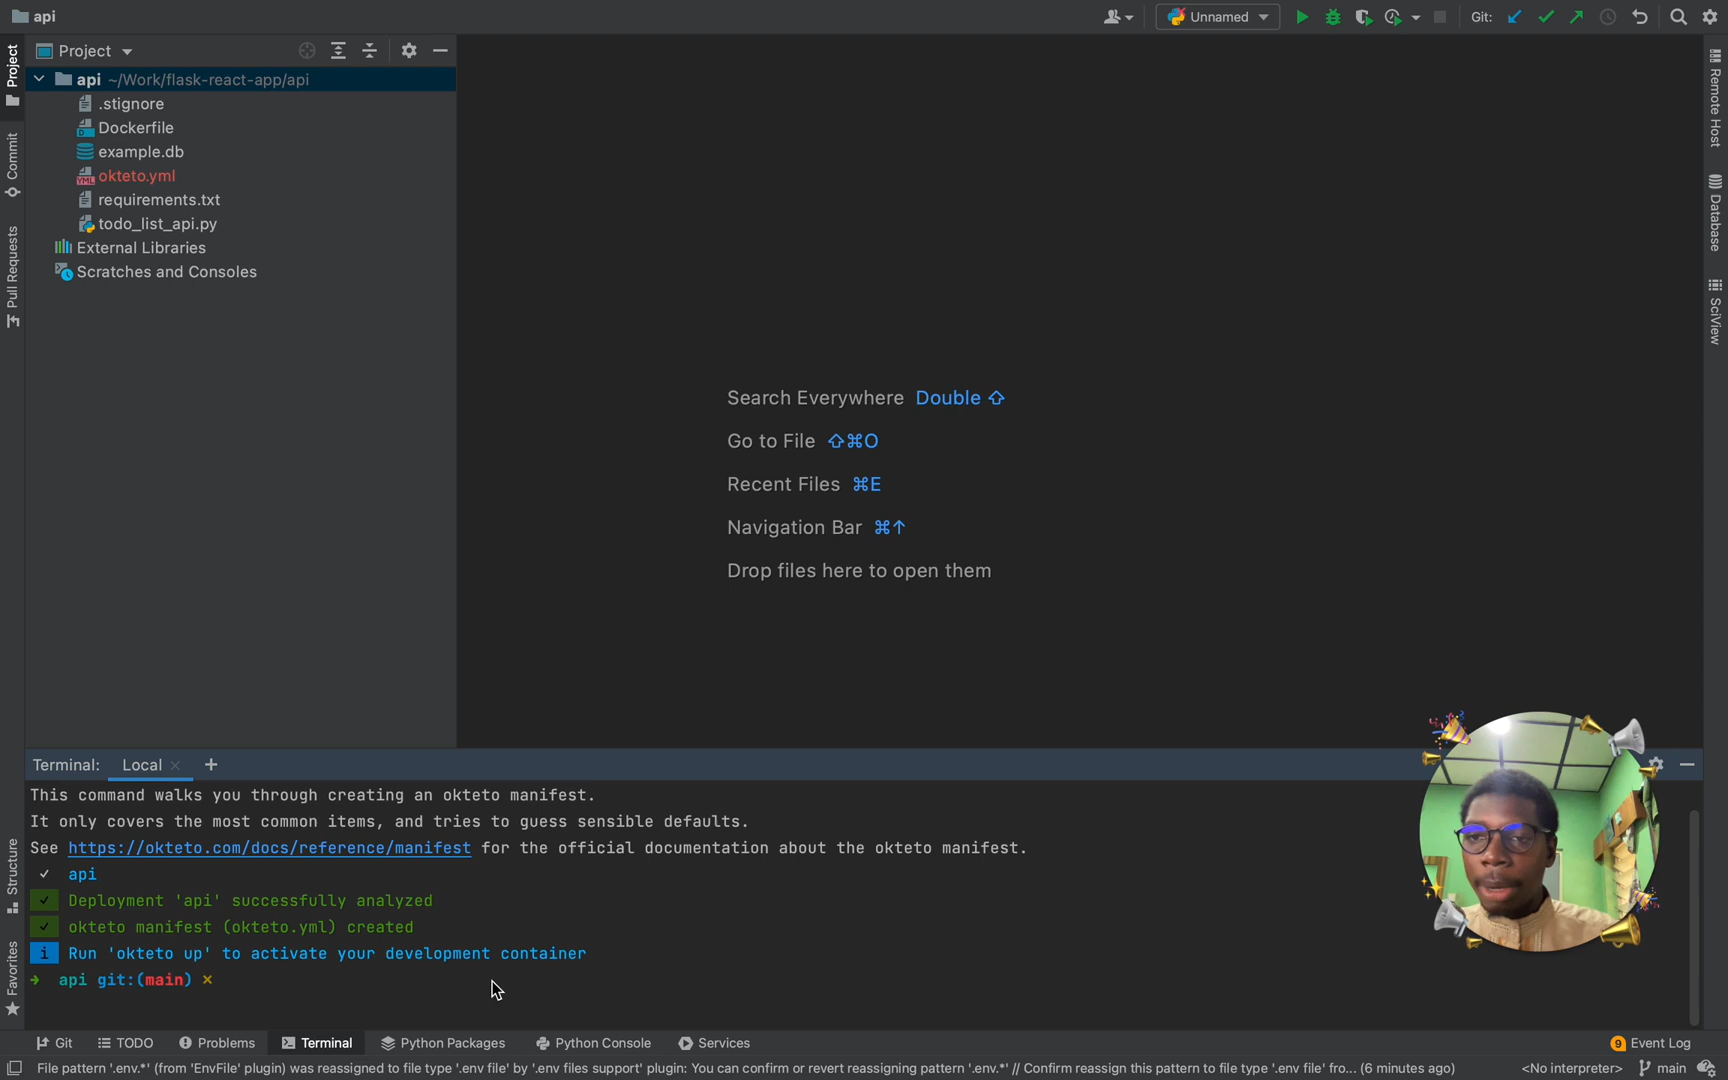 api
Unnamed
Git:
Project
api ~/Work/flask-react-app/api
.stignore
Dockerfile
example.db
okteto.yml
requirements.txt
todo_list_api.py
External Libraries
Scratches and Consoles
Project
Commit
Pull Requests
Structure
Favorites
Remote Host
Database
SciView
Search Everywhere Double ⇧
Go to File ⇧⌘O
Recent Files ⌘E
Navigation Bar ⌘↑
Drop files here to open them
Terminal: Local × +
This command walks you through creating an okteto manifest.
It only covers the most common items, and tries to guess sensible defaults.
See https://okteto.com/docs/reference/manifest for the official documentation about the okteto manifest.
✓ api
✓ Deployment 'api' successfully analyzed
✓ okteto manifest (okteto.yml) created
i Run 'okteto up' to activate your development container
→ api git:(main) ×
Git TODO Problems Terminal Python Packages Python Console Services 9 Event Log
File pattern '.env.*' (from 'EnvFile' plugin) was reassigned to file type '.env file' by '.env files support' plugin: You can confirm or revert reassigning pattern '.env.*' // Confirm reassign this pattern to file type '.env file' fro... (6 minutes ago) <No interpreter> main